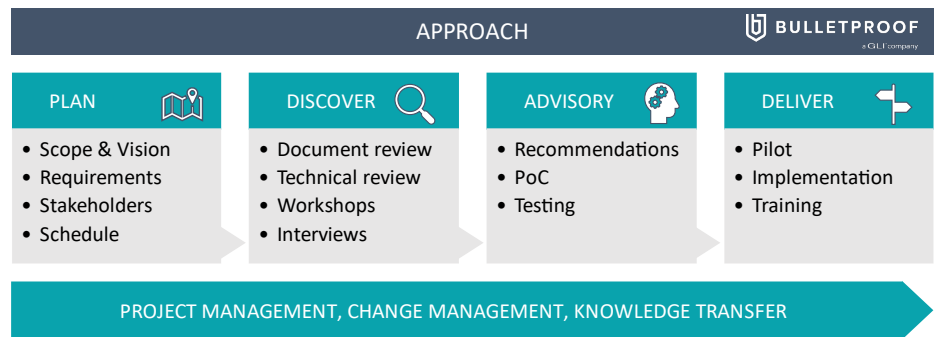 APPROACH
BULLETPROOF
a GLI company
PLAN
• Scope & Vision
• Requirements
• Stakeholders
• Schedule
DISCOVER
• Document review
• Technical review
• Workshops
• Interviews
ADVISORY
• Recommendations
• PoC
• Testing
DELIVER
• Pilot
• Implementation
• Training
PROJECT MANAGEMENT, CHANGE MANAGEMENT, KNOWLEDGE TRANSFER